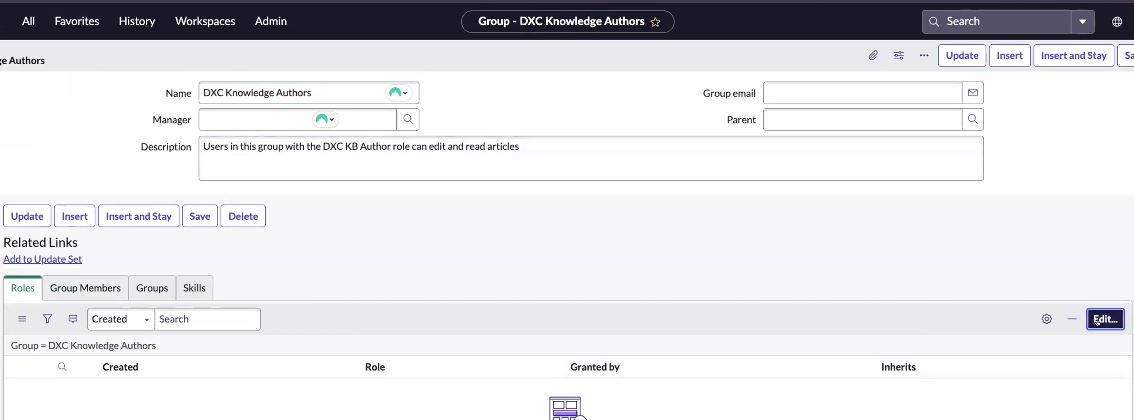 All Favorites History Workspaces Admin Group - DXC Knowledge Authors Search
ge Authors Update Insert Insert and Stay Sa
Name DXC Knowledge Authors Group email
Manager Parent
Description Users in this group with the DXC KB Author role can edit and read articles
Update Insert Insert and Stay Save Delete
Related Links
Add to Update Set
Roles Group Members Groups Skills
Created Search Edit...
Group = DXC Knowledge Authors
Created Role Granted by Inherits